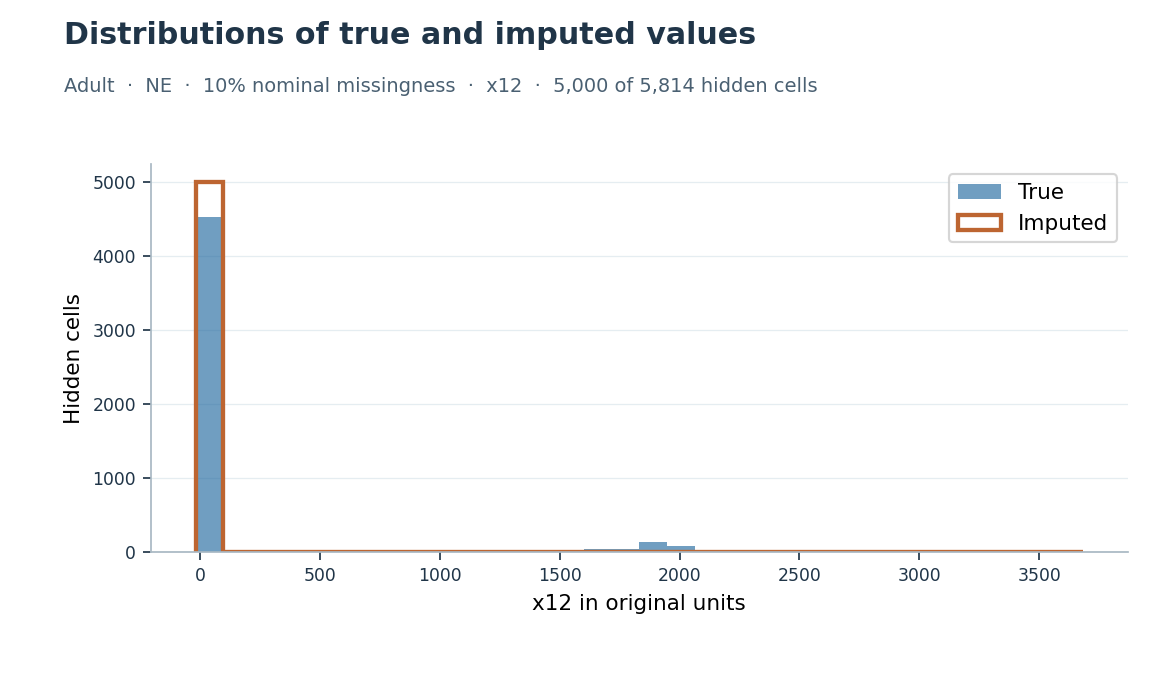 Distributions of true and imputed values
Adult · NE · 10% nominal missingness · x12 · 5,000 of 5,814 hidden cells
True
Imputed
Hidden cells
5000
4000
3000
2000
1000
0
0 500 1000 1500 2000 2500 3000 3500
x12 in original units